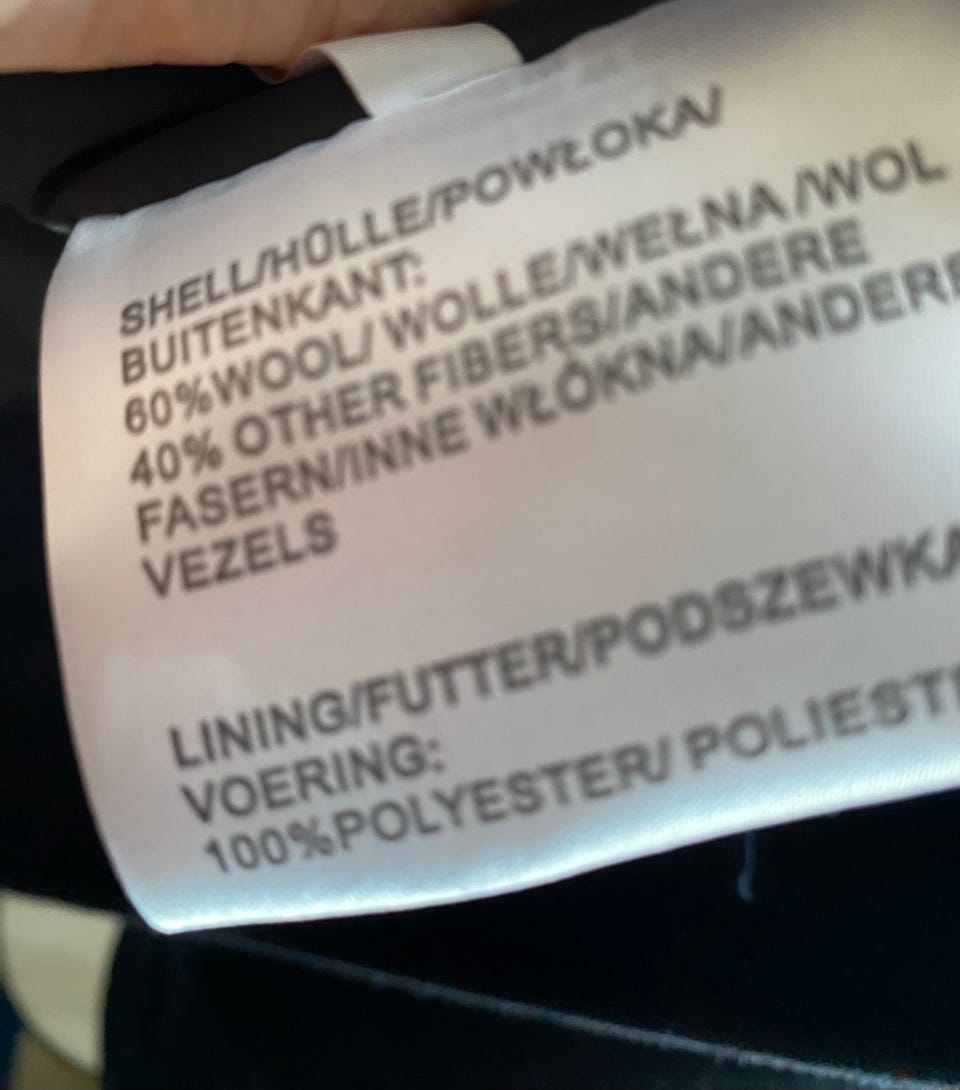 SHELL/HÜLLE/POWŁOKA/
BUITENKANT:
60%WOOL/ WOLLE/WEŁNA /WOL
40% OTHER FIBERS/ANDERE
FASERN/INNE WŁÓKNA/ANDERE
VEZELS
LINING/FUTTER/PODSZEWKA
VOERING:
100%POLYESTER/ POLIEST